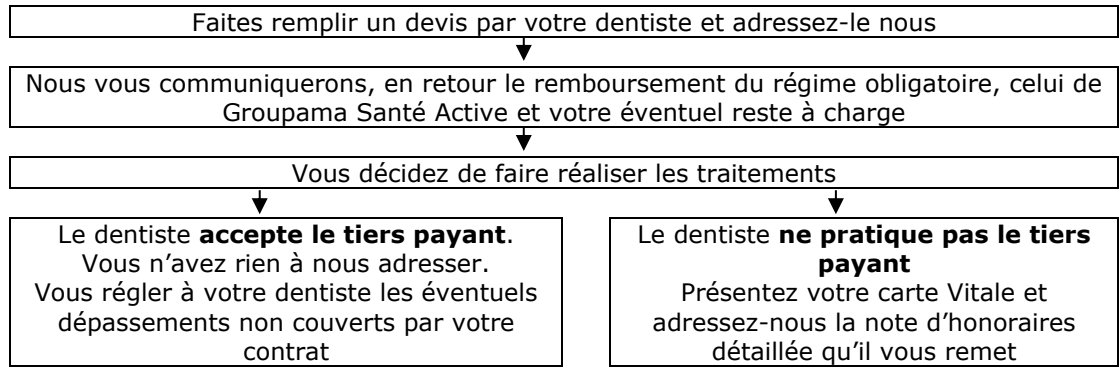 Faites remplir un devis par votre dentiste et adressez-le nous
Nous vous communiquerons, en retour le remboursement du régime obligatoire, celui de
Groupama Santé Active et votre éventuel reste à charge
Vous décidez de faire réaliser les traitements
Le dentiste accepte le tiers payant.
Vous n’avez rien à nous adresser.
Vous régler à votre dentiste les éventuels
dépassements non couverts par votre
contrat
Le dentiste ne pratique pas le tiers
payant
Présentez votre carte Vitale et
adressez-nous la note d’honoraires
détaillée qu’il vous remet